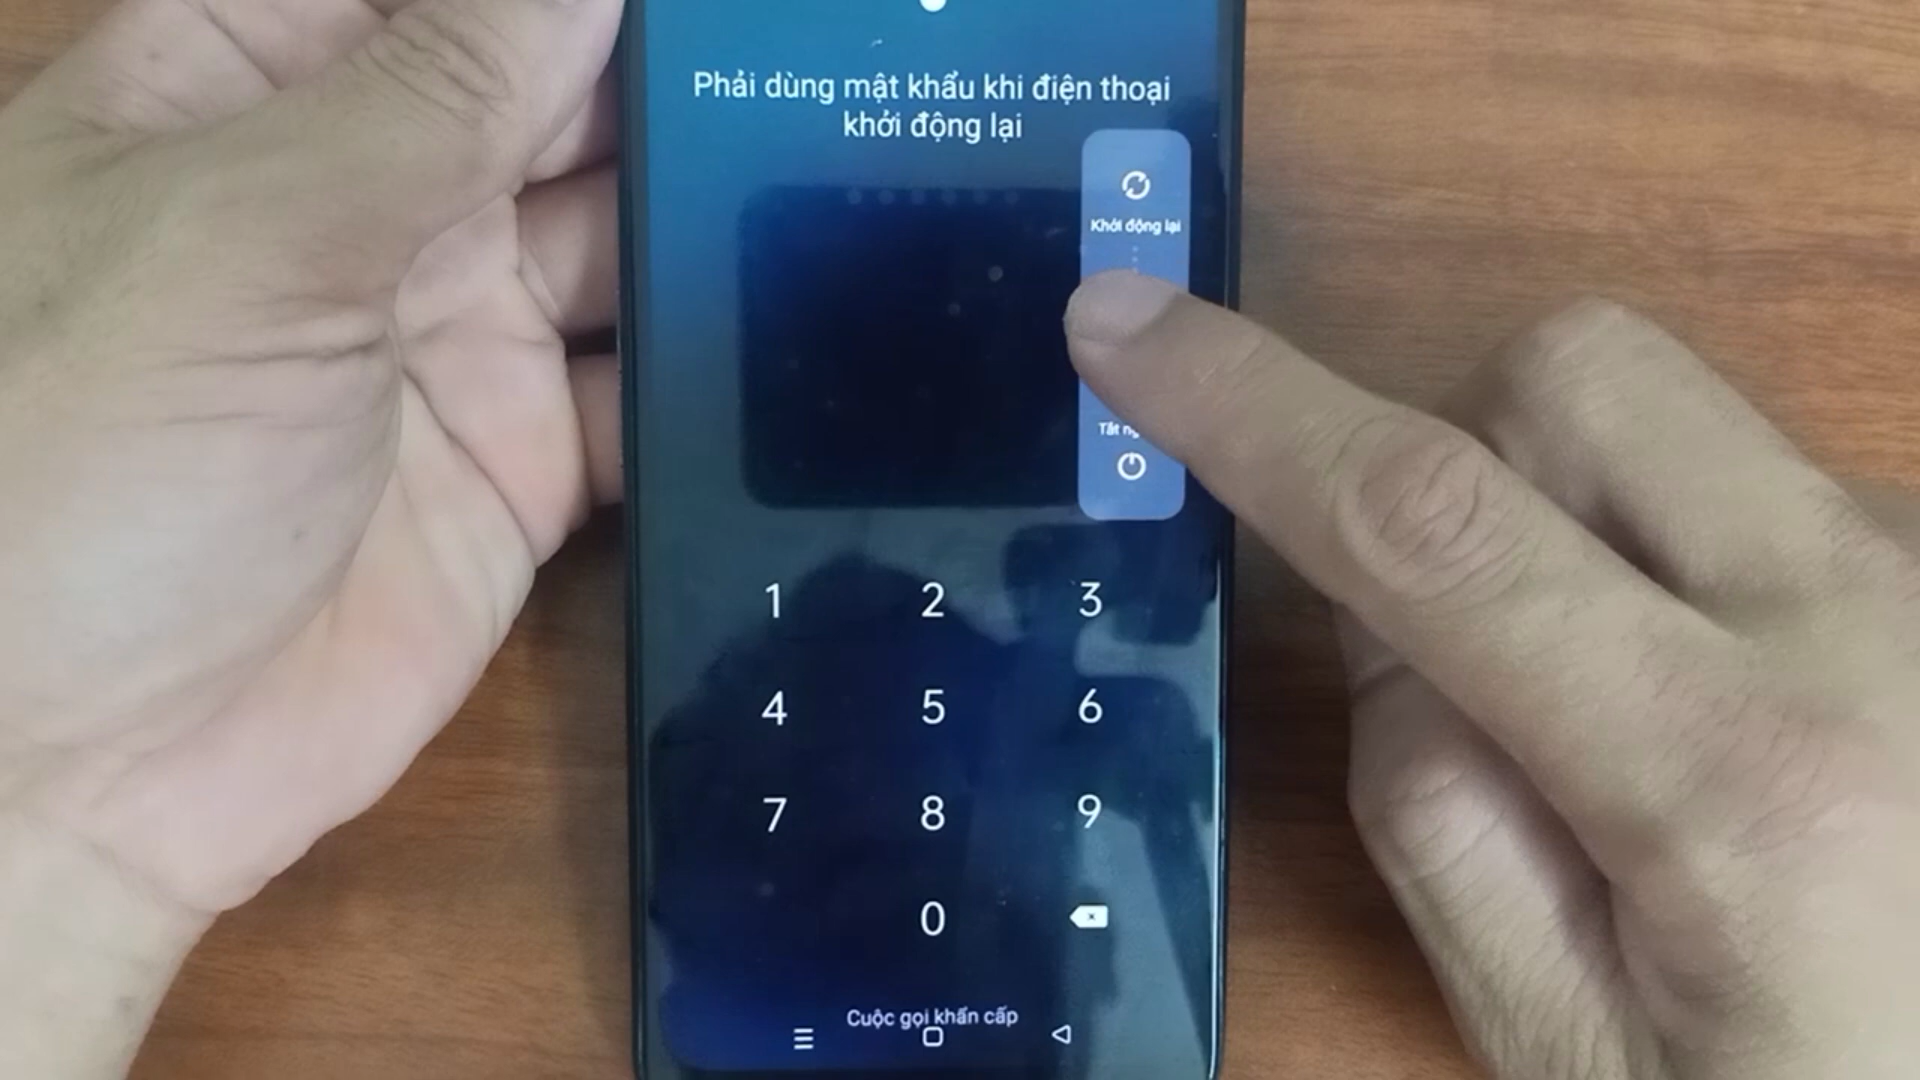 Phải dùng mật khẩu khi điện thoại
khởi động lại
Khởi động lại
Tắt
1 2 3
4 5 6
7 8 9
0
Cuộc gọi khẩn cấp